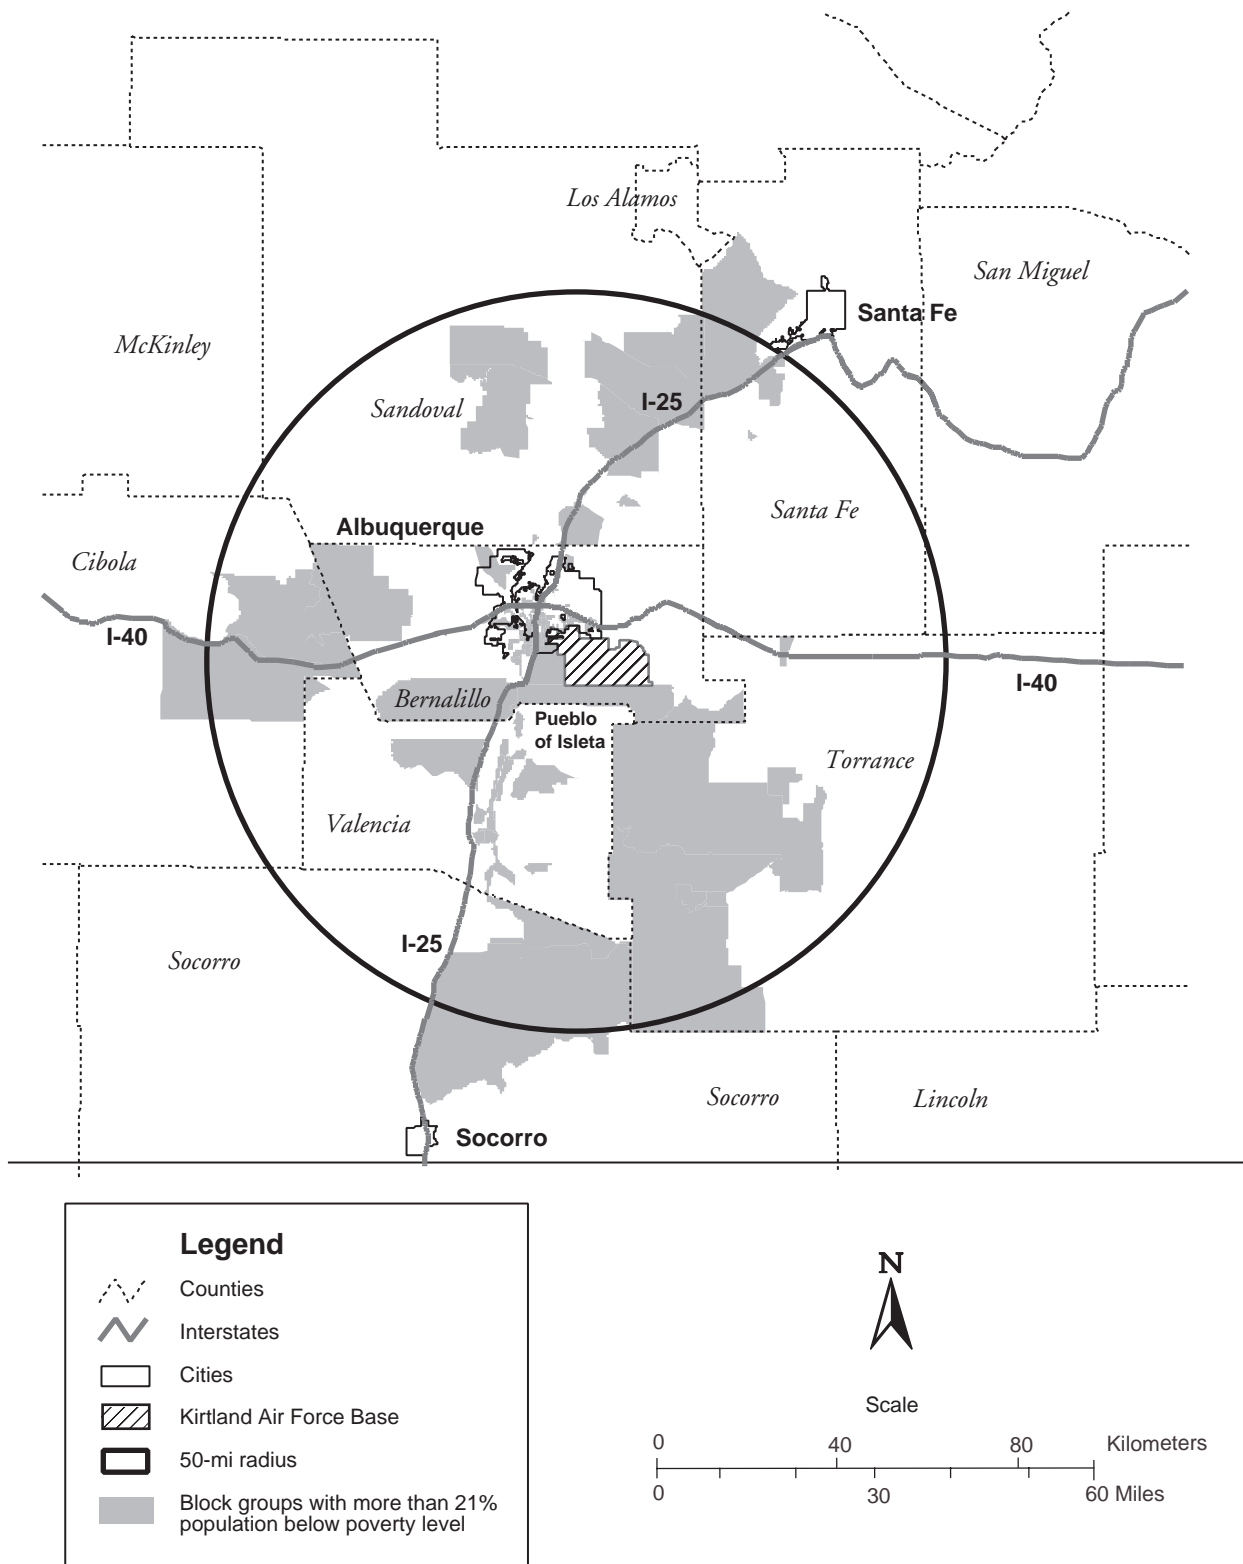 Los Alamos
San Miguel
Santa Fe
McKinley
Sandoval
I-25
Santa Fe
Albuquerque
Cibola
I-40
I-40
Bernalillo
Pueblo
of Isleta
Torrance
Valencia
I-25
Socorro
Socorro
Lincoln
Socorro
Legend
Counties
Interstates
Cities
Kirtland Air Force Base
50-mi radius
Block groups with more than 21%
population below poverty level
N
Scale
0 40 80 Kilometers
0 30 60 Miles